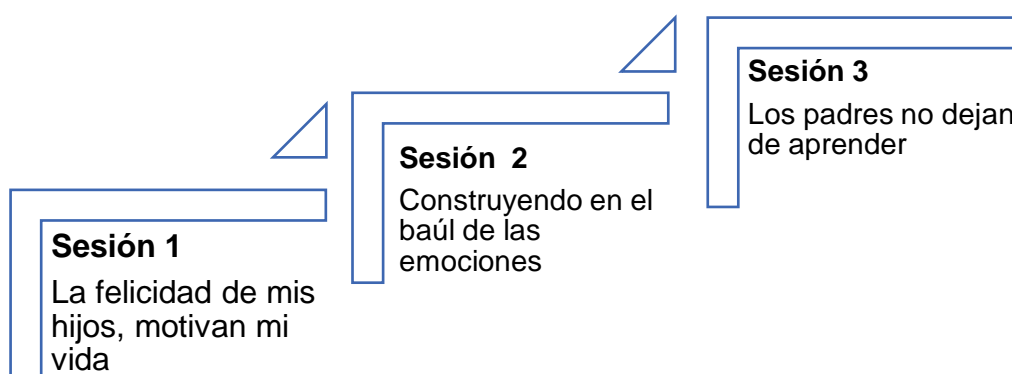 Sesión 1
La felicidad de mis
hijos, motivan mi
vida
Sesión 2
Construyendo en el
baúl de las
emociones
Sesión 3
Los padres no dejan
de aprender